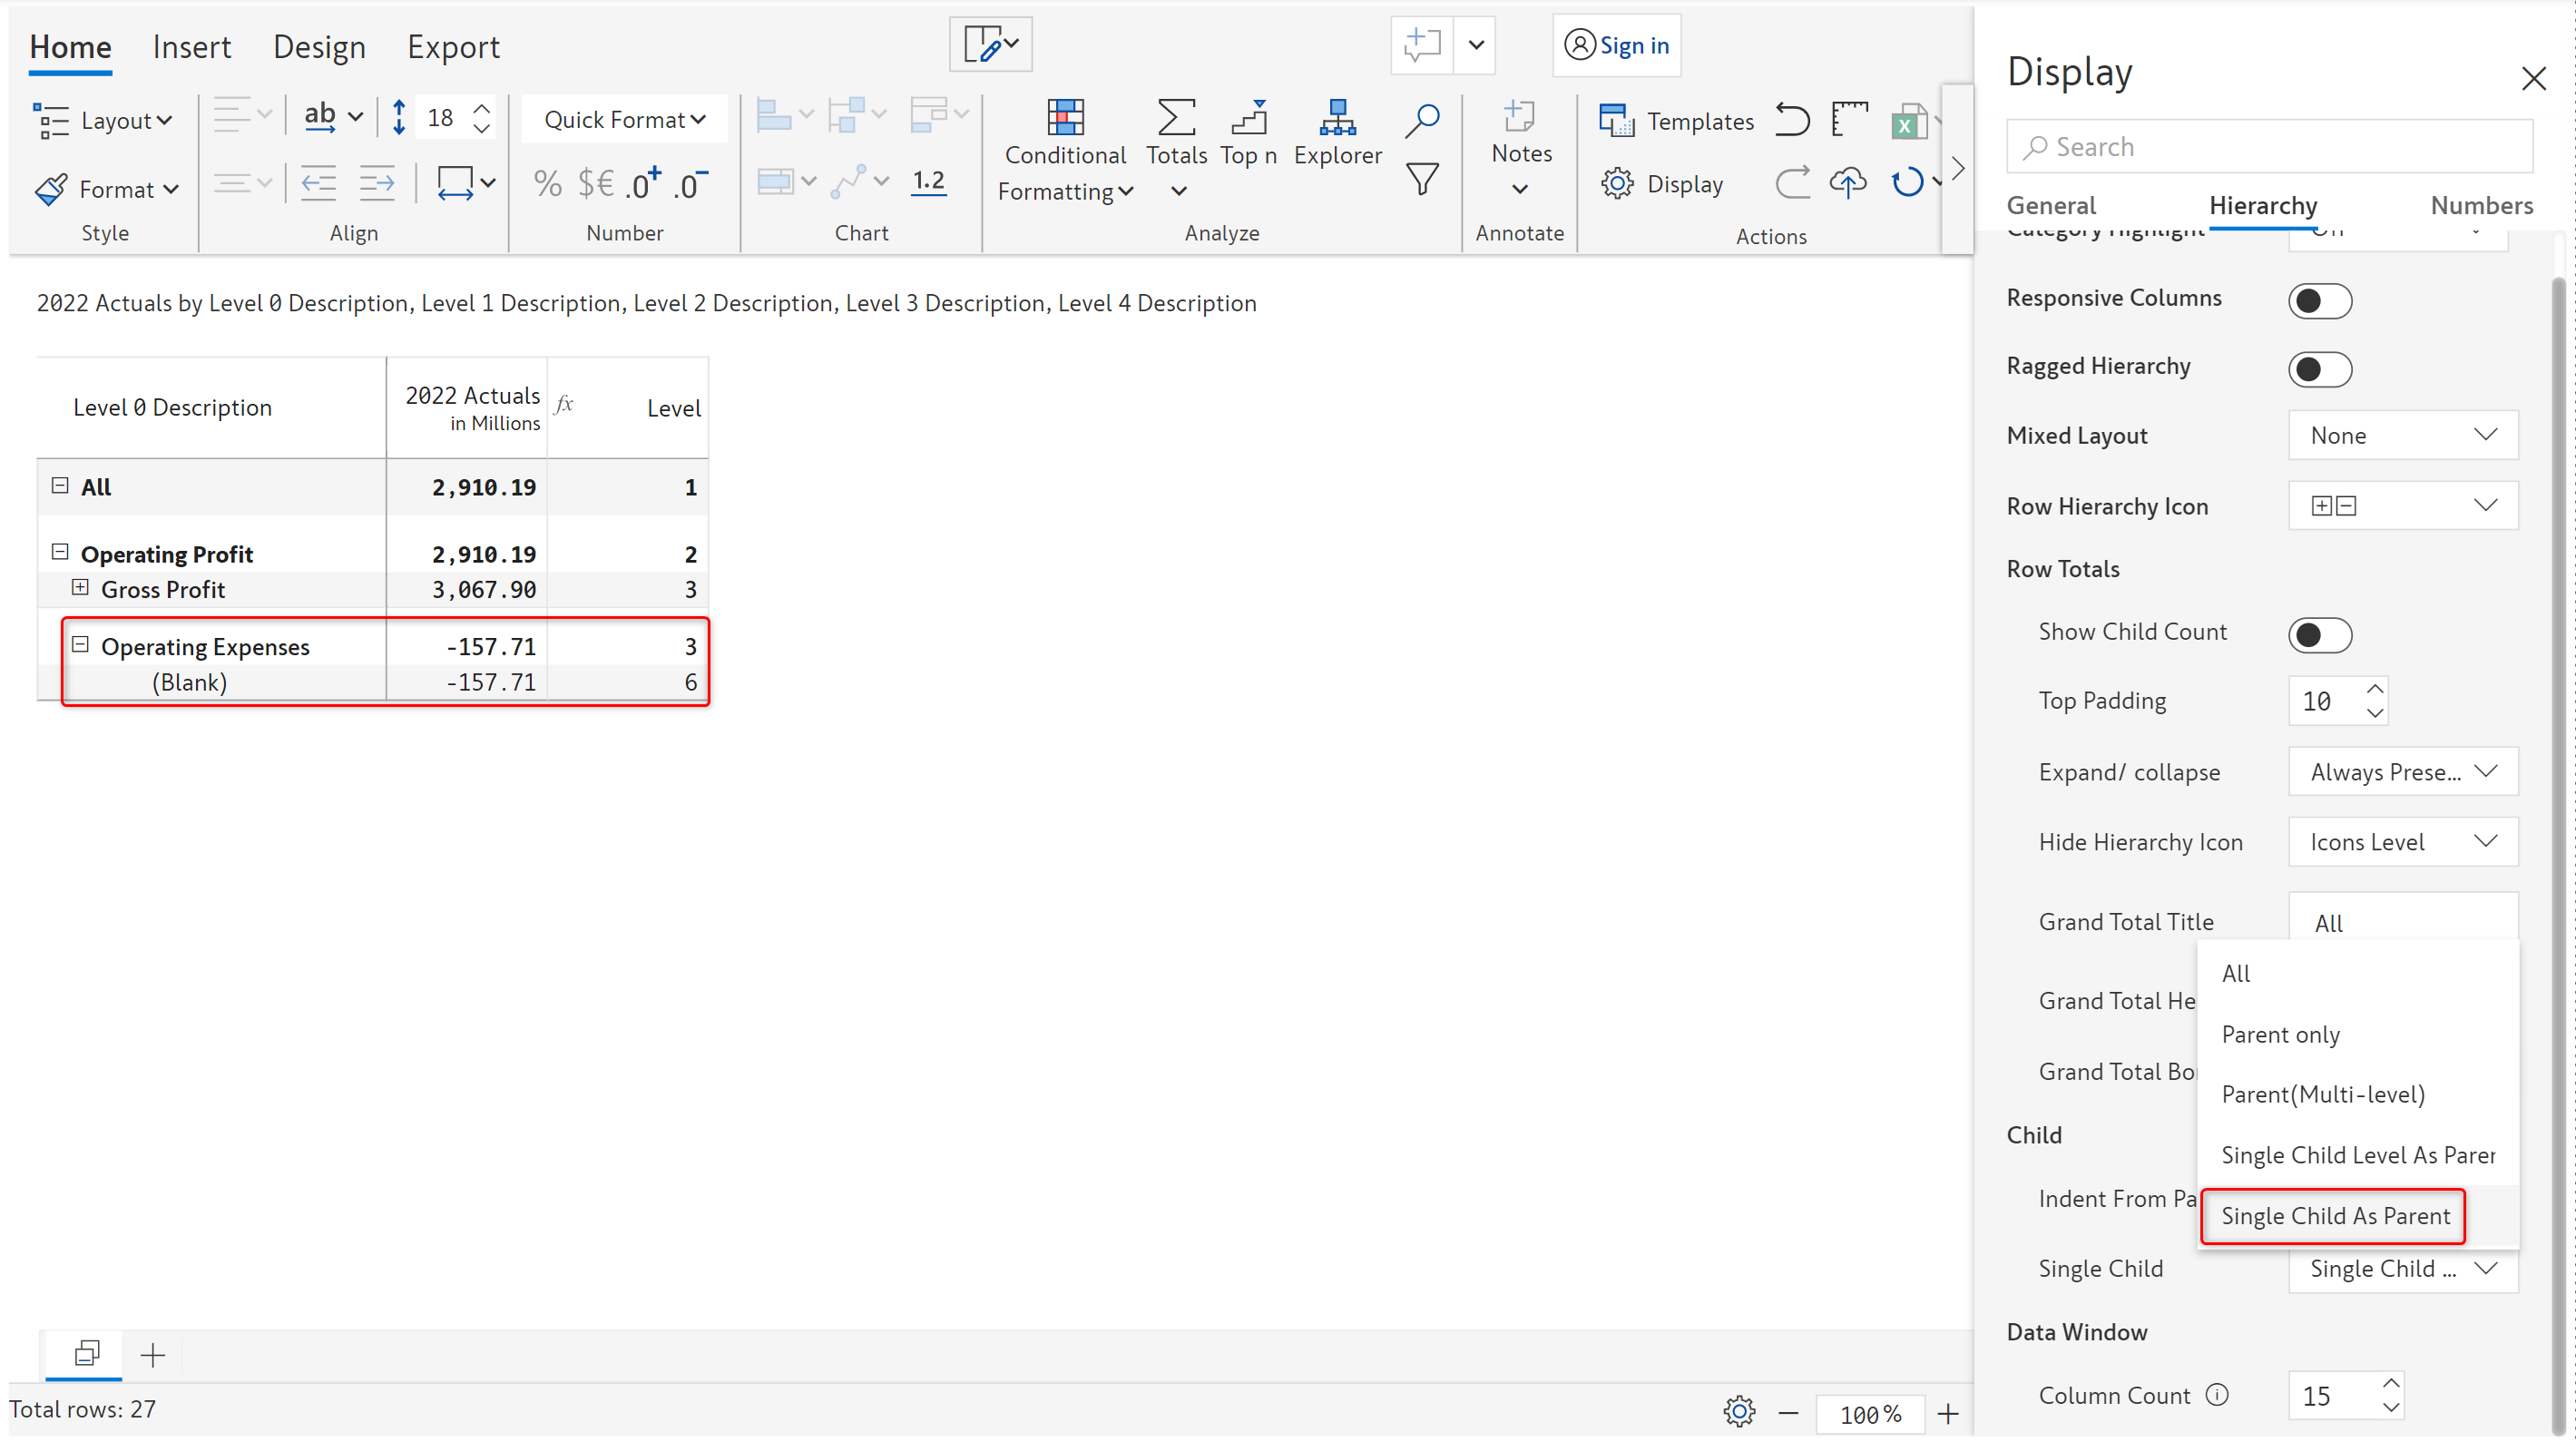 Home Insert Design Export
Sign in
Layout
ab
18
Quick Format
Format
% $€ .0+ .0-
1.2
Conditional Formatting
Totals
Top n
Explorer
Notes
Templates
Display
Style
Align
Number
Chart
Analyze
Annotate
Actions
2022 Actuals by Level 0 Description, Level 1 Description, Level 2 Description, Level 3 Description, Level 4 Description
Level 0 Description 2022 Actuals in Millions fx Level
All 2,910.19 1
Operating Profit 2,910.19 2
Gross Profit 3,067.90 3
Operating Expenses -157.71 3
(Blank) -157.71 6
Total rows: 27
100%
Display
Search
General Hierarchy Numbers
Category Highlight Off
Responsive Columns
Ragged Hierarchy
Mixed Layout None
Row Hierarchy Icon
Row Totals
Show Child Count
Top Padding 10
Expand/ collapse Always Prese...
Hide Hierarchy Icon Icons Level
Grand Total Title All
All
Grand Total He
Parent only
Grand Total Bo
Parent(Multi-level)
Child
Single Child Level As Parer
Indent From Pa
Single Child As Parent
Single Child Single Child ...
Data Window
Column Count 15